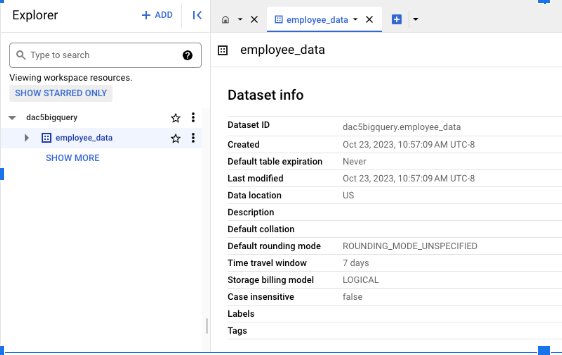 Explorer
+ ADD
Type to search
?
Viewing workspace resources.
SHOW STARRED ONLY
dac5bigquery
employee_data
SHOW MORE
employee_data
employee_data
Dataset info
Dataset ID dac5bigquery.employee_data
Created Oct 23, 2023, 10:57:09 AM UTC-8
Default table expiration Never
Last modified Oct 23, 2023, 10:57:09 AM UTC-8
Data location US
Description
Default collation
Default rounding mode ROUNDING_MODE_UNSPECIFIED
Time travel window 7 days
Storage billing model LOGICAL
Case insensitive false
Labels
Tags